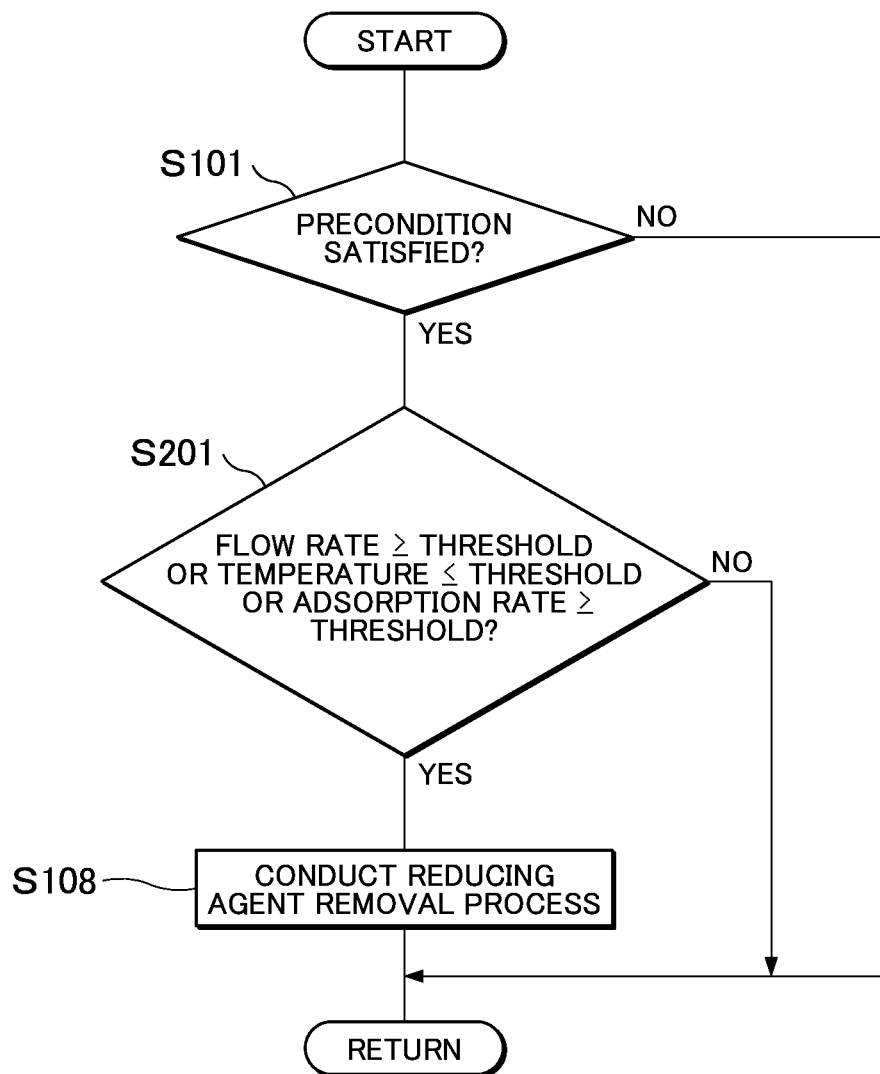 START
S101
PRECONDITION
SATISFIED?
NO
YES
S201
FLOW RATE ≥ THRESHOLD
OR TEMPERATURE ≤ THRESHOLD
OR ADSORPTION RATE ≥
THRESHOLD?
NO
YES
S108
CONDUCT REDUCING
AGENT REMOVAL PROCESS
RETURN